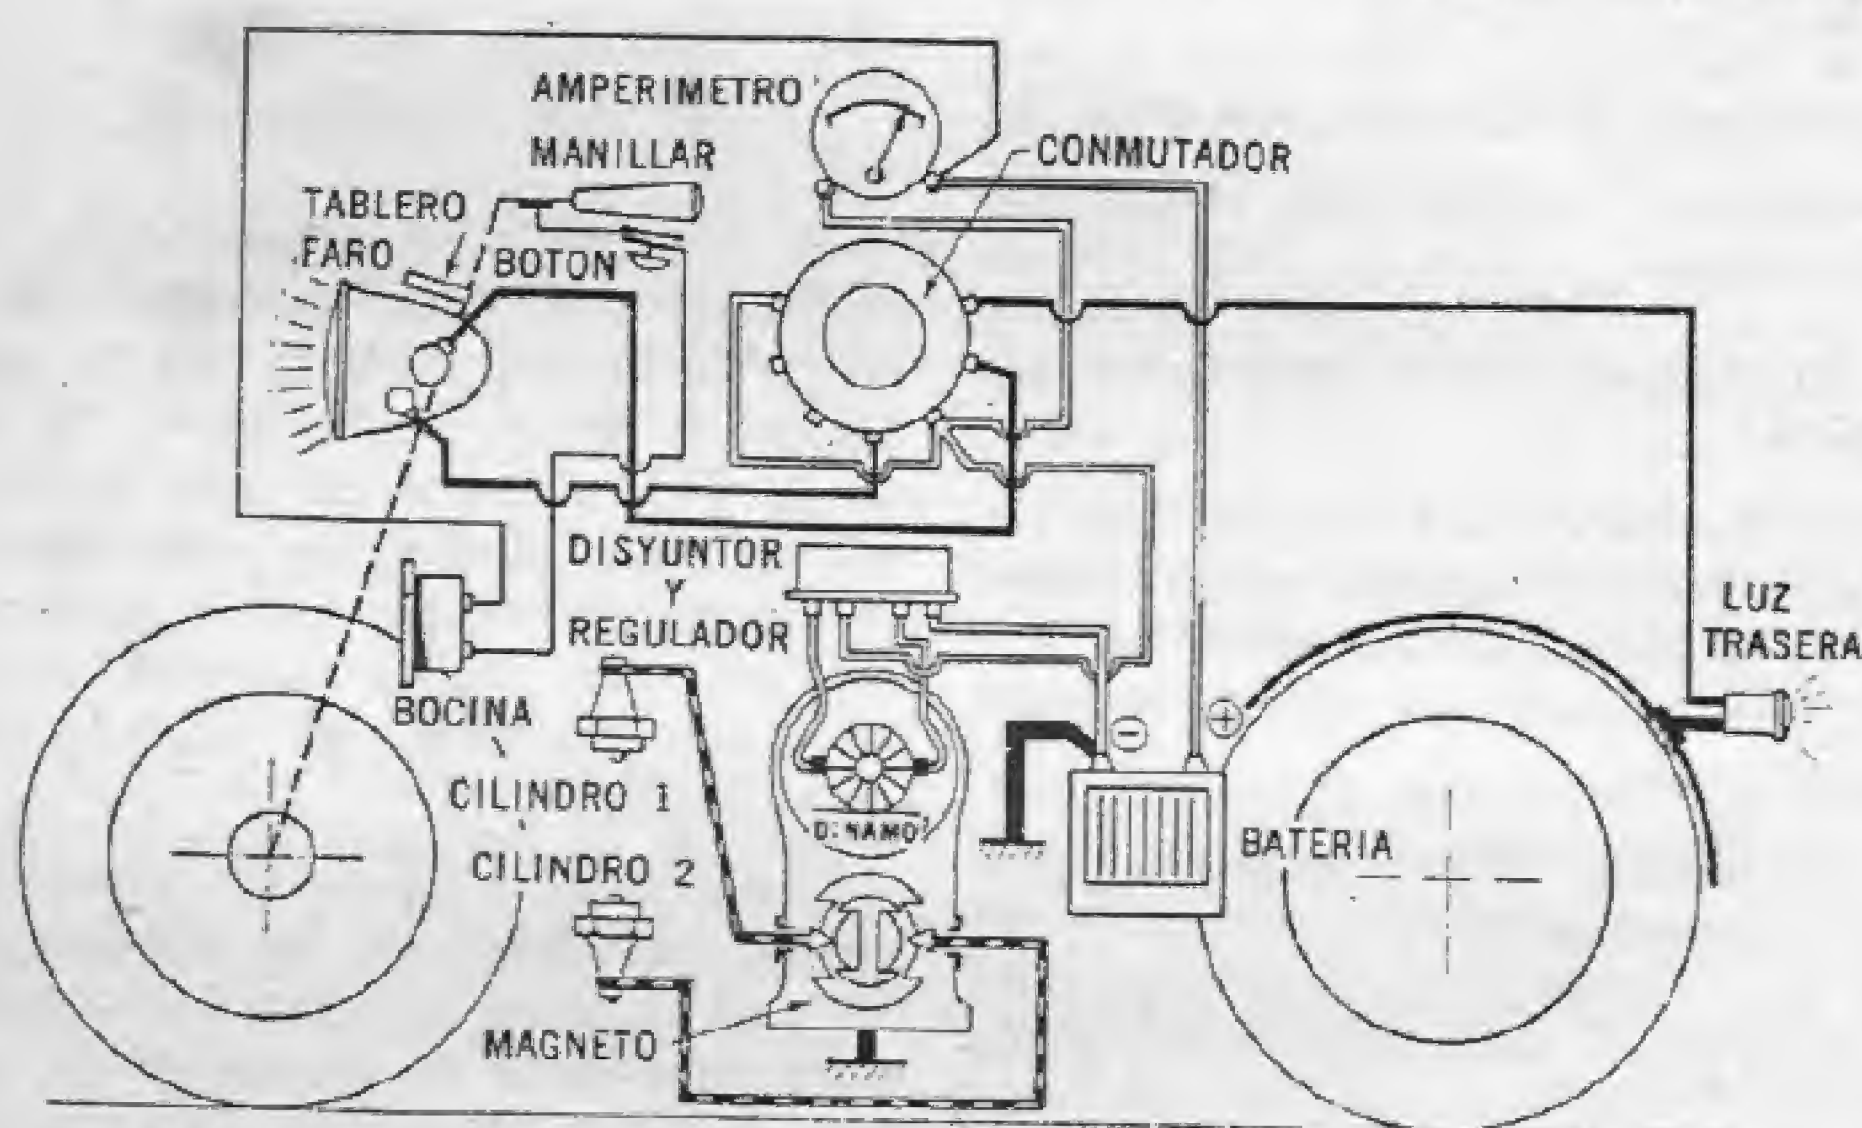 AMPERIMETRO
MANILLAR
CONMUTADOR
TABLERO
FARO
BOTON
DISYUNTOR
Y
REGULADOR
LUZ
TRASERA
BOCINA
CILINDRO 1
CILINDRO 2
DINAMO
- +
BATERIA
MAGNETO